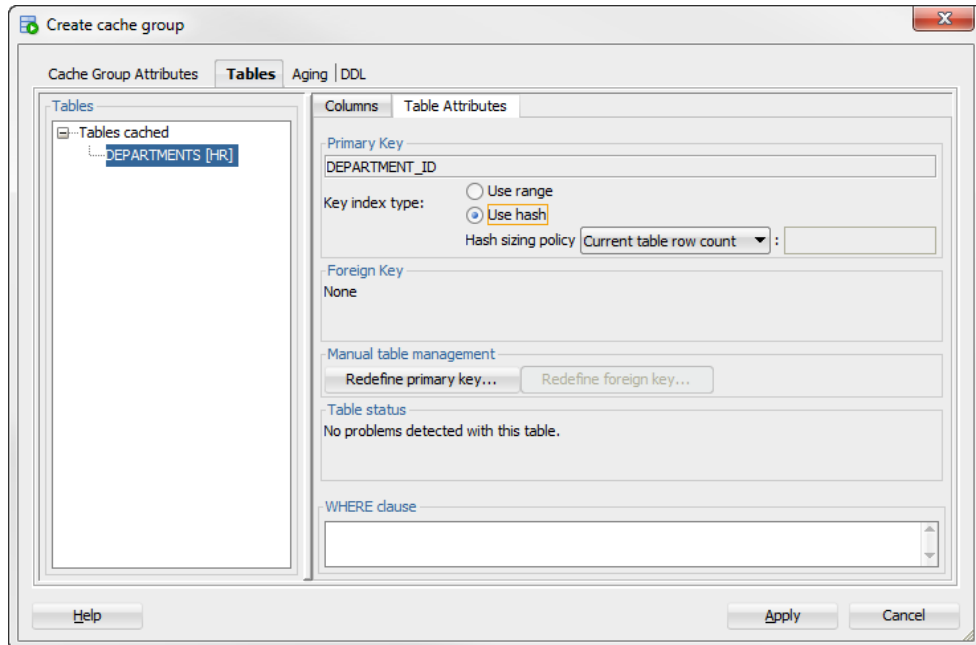 Create cache group
Cache Group Attributes Tables Aging DDL
Tables
Tables cached
DEPARTMENTS [HR]
Columns Table Attributes
Primary Key
DEPARTMENT_ID
Key index type:
Use range
Use hash
Hash sizing policy Current table row count :
Foreign Key
None
Manual table management
Redefine primary key... Redefine foreign key...
Table status
No problems detected with this table.
WHERE clause
Help Apply Cancel